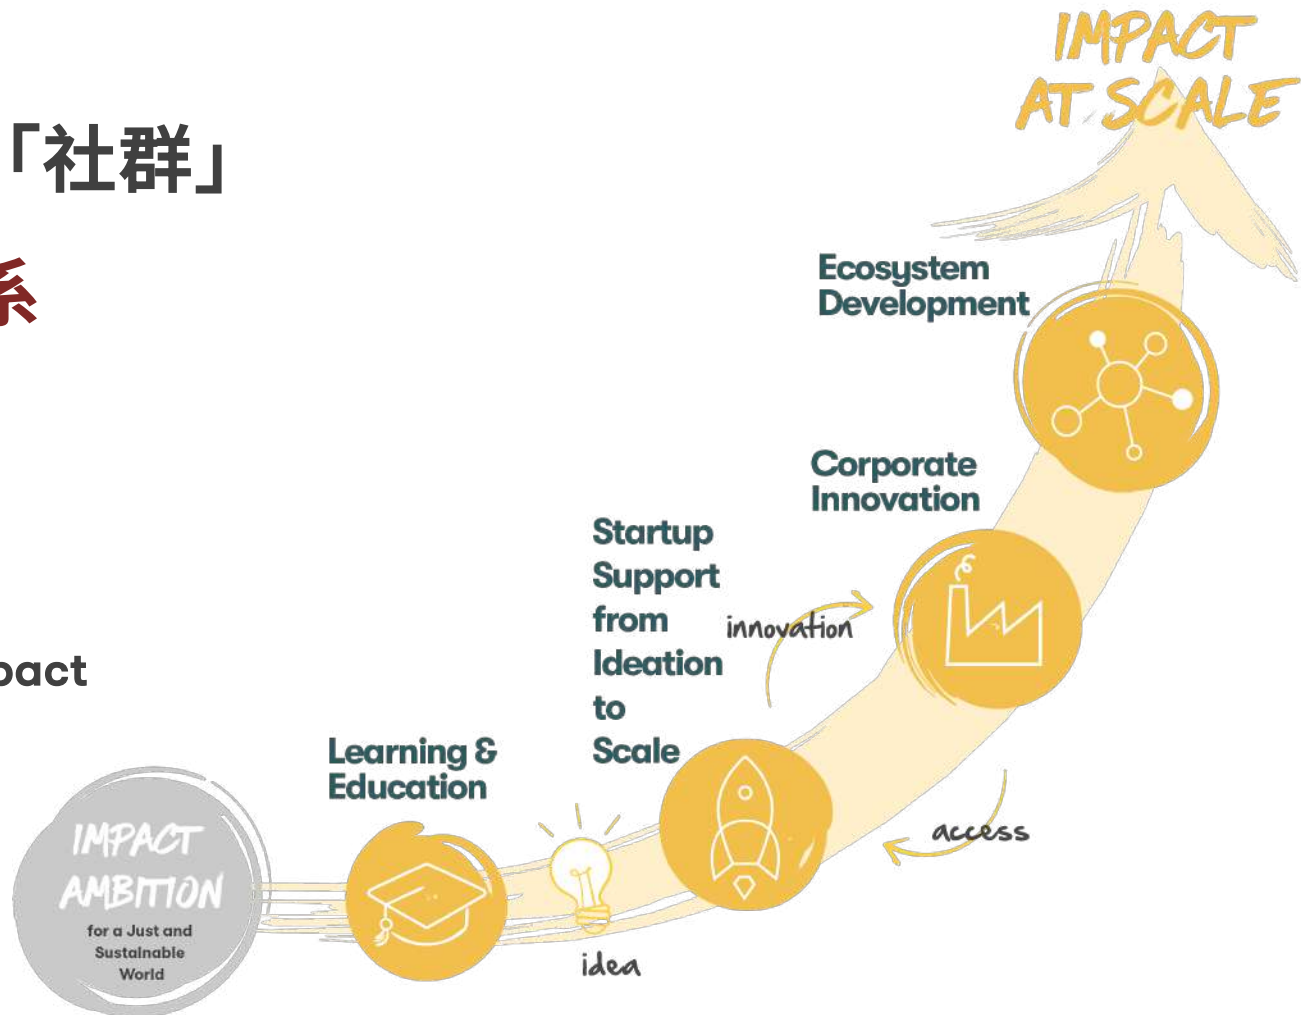 IMPACT
AT SCALE
「社群」
系
Ecosystem
Development
Corporate
Innovation
Startup
Support
from
Ideation
to
Scale
innovation
pact
Learning &
Education
access
IMPACT
AMBITION
for a Just and
Sustainable
World
idea